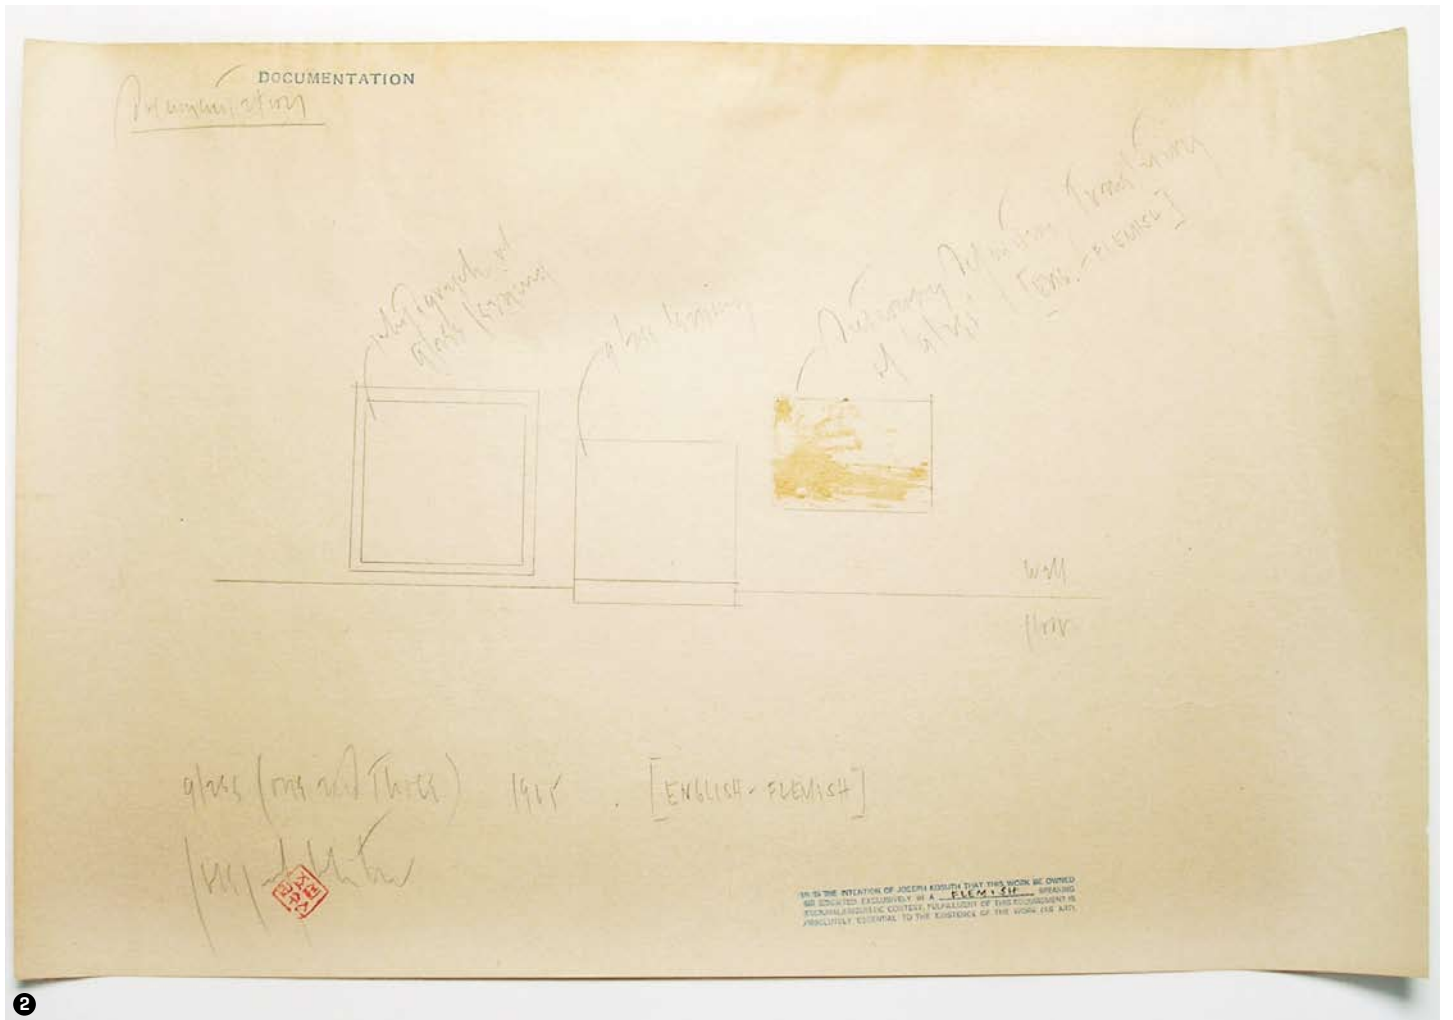 DOCUMENTATION
Documentation
photograph of
glass leaning
glass leaning
Dictionary Definition, Translation
of glass. [ENG.-FLEMISH]
Wall
floor
glass (one and Three) 1965 . [ENGLISH-FLEMISH]
IT IS THE INTENTION OF JOSEPH KOSUTH THAT THIS WORK BE OWNED
OR EXHIBITED EXCLUSIVELY IN A FLEMISH SPEAKING
CULTURAL/LINGUISTIC CONTEXT. FULFILLMENT OF THIS REQUIREMENT IS
ABSOLUTELY ESSENTIAL TO THE EXISTENCE OF THE WORK (AS ART).
2